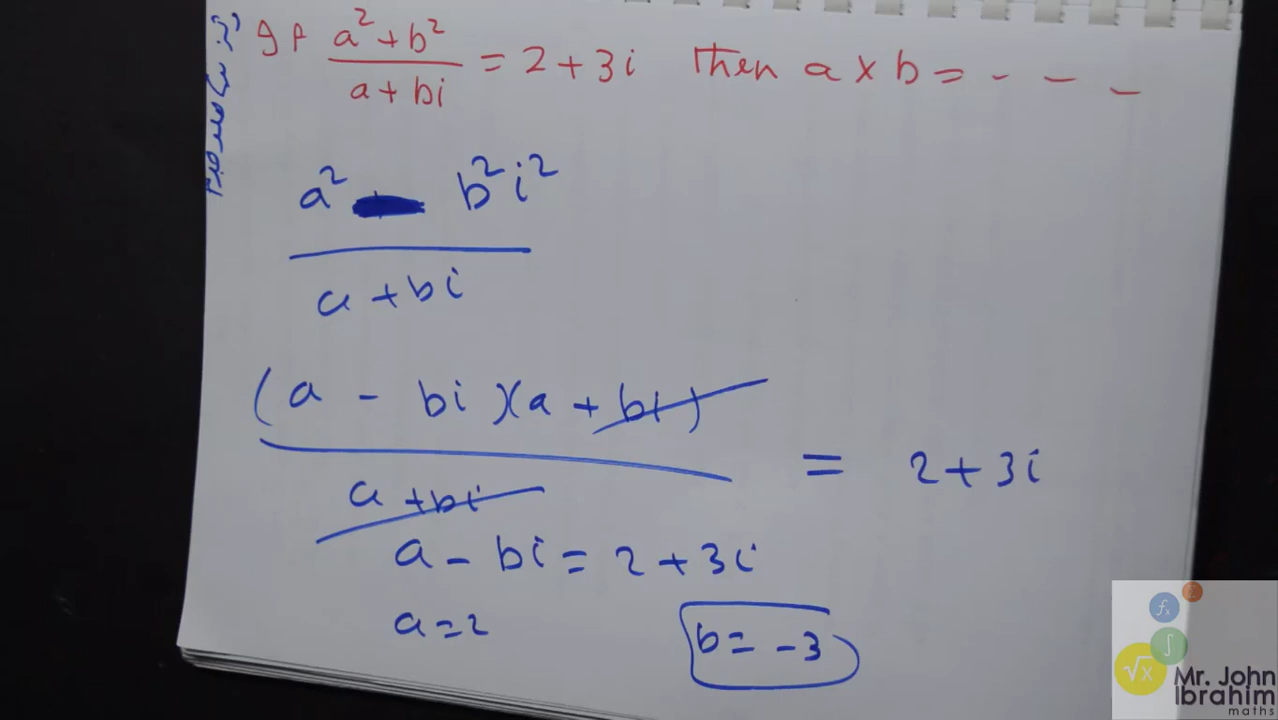 If a² + b² / a + bi = 2 + 3i Then a x b = - - -
a² - b²i²
a + bi
(a - bi)(a + bi)
a + bi
= 2 + 3i
a - bi = 2 + 3i
a = 2
b = -3
fx
Σ
∫
√x
Mr. John
Ibrahim
maths